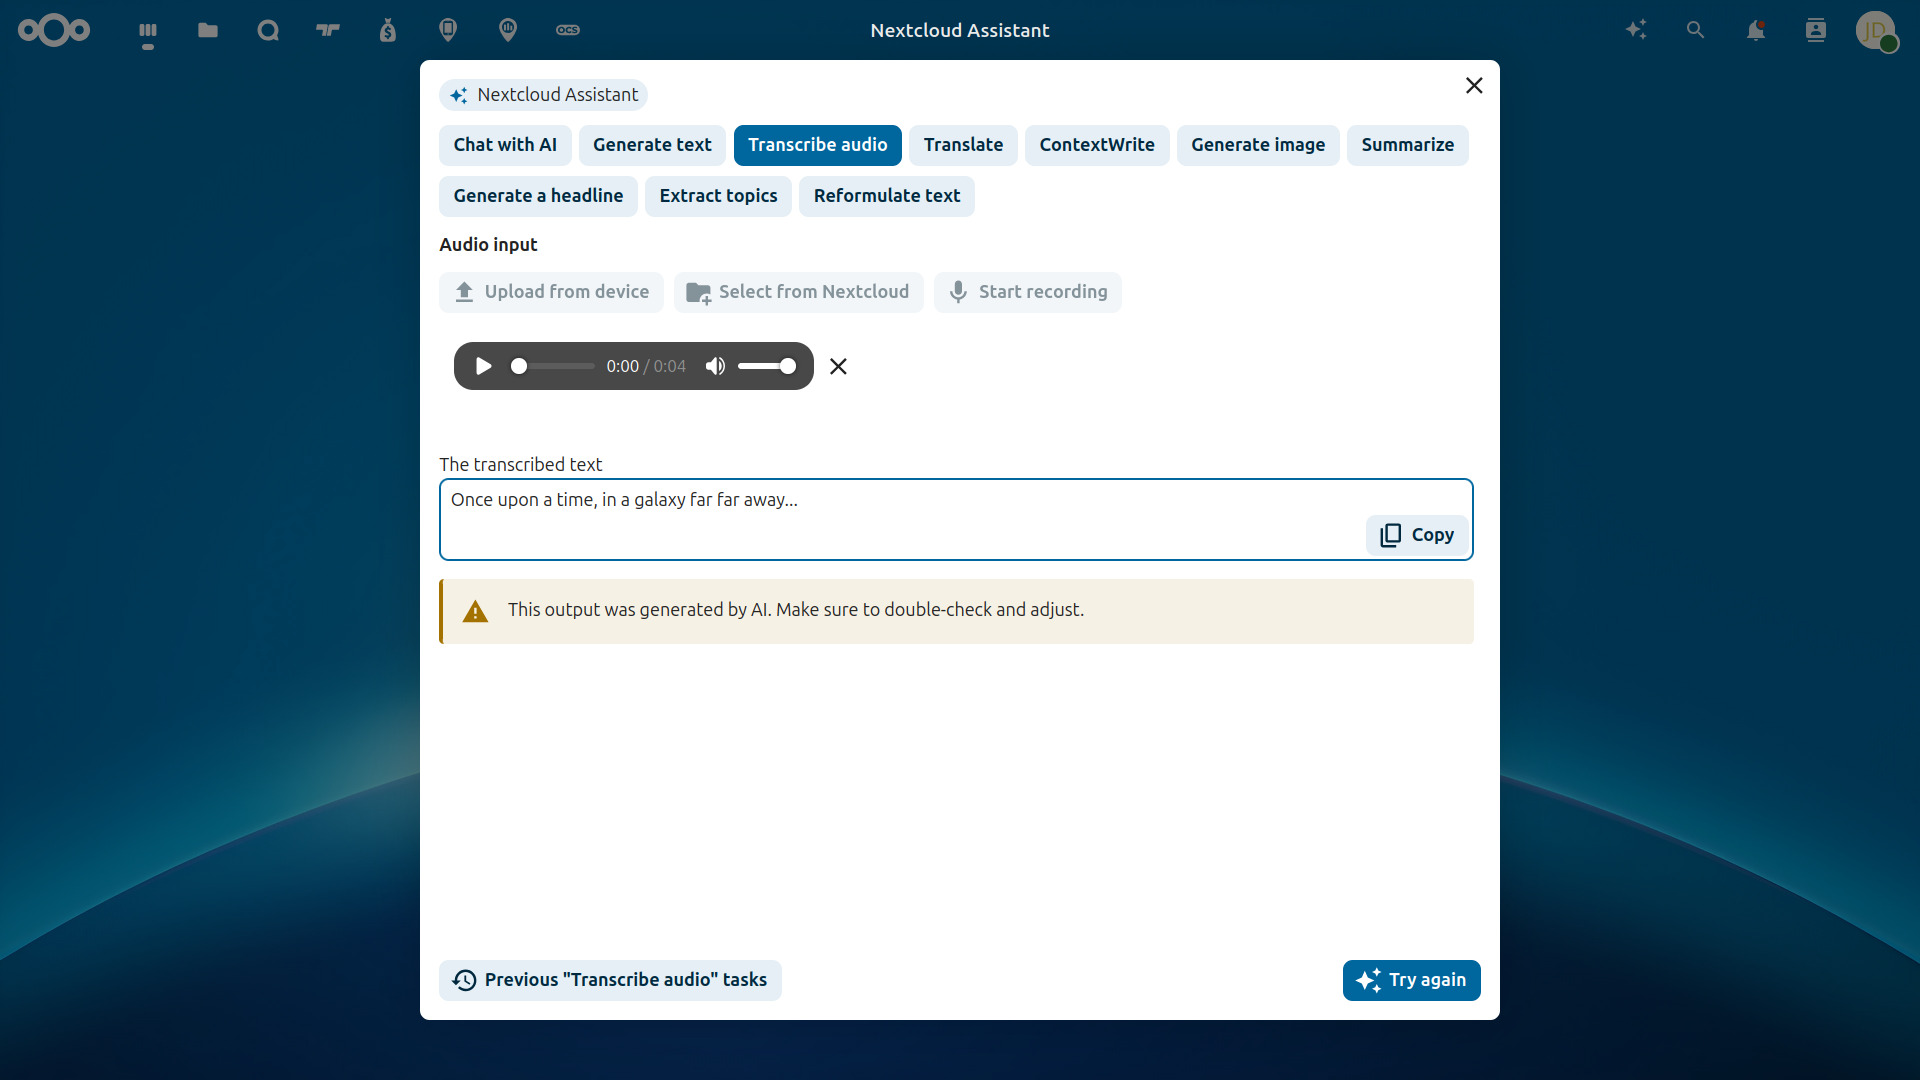 Nextcloud Assistant
JD
OCS
Nextcloud Assistant
Chat with AI Generate text Transcribe audio Translate ContextWrite Generate image Summarize
Generate a headline Extract topics Reformulate text
Audio input
Upload from device Select from Nextcloud Start recording
0:00 / 0:04
The transcribed text
Once upon a time, in a galaxy far far away...
Copy
This output was generated by AI. Make sure to double-check and adjust.
Previous "Transcribe audio" tasks Try again